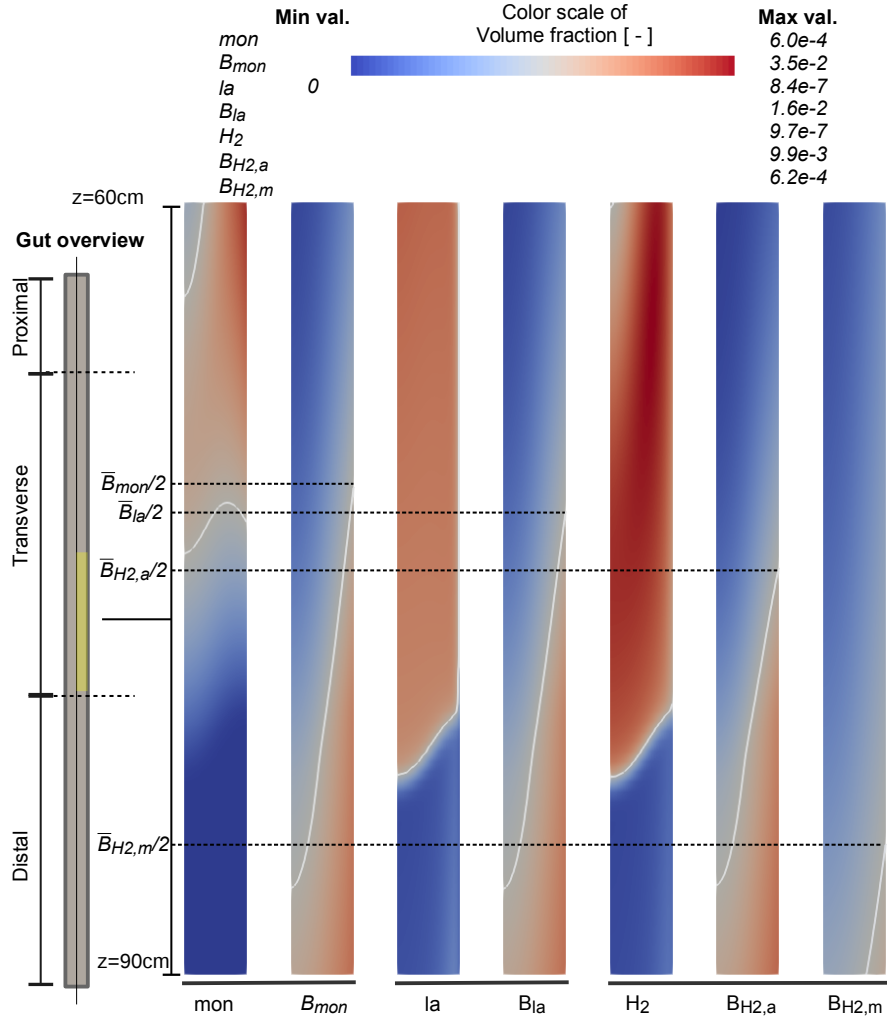 Min val.
Color scale of
Volume fraction [ - ]
Max val.
mon
6.0e-4
B_mon
3.5e-2
la
0
8.4e-7
B_la
1.6e-2
H_2
9.7e-7
B_H2,a
9.9e-3
B_H2,m
6.2e-4
z=60cm
Gut overview
Proximal
Transverse
Distal
B̅_mon/2
B̅_la/2
B̅_H2,a/2
B̅_H2,m/2
z=90cm
mon
B_mon
la
B_la
H_2
B_H2,a
B_H2,m